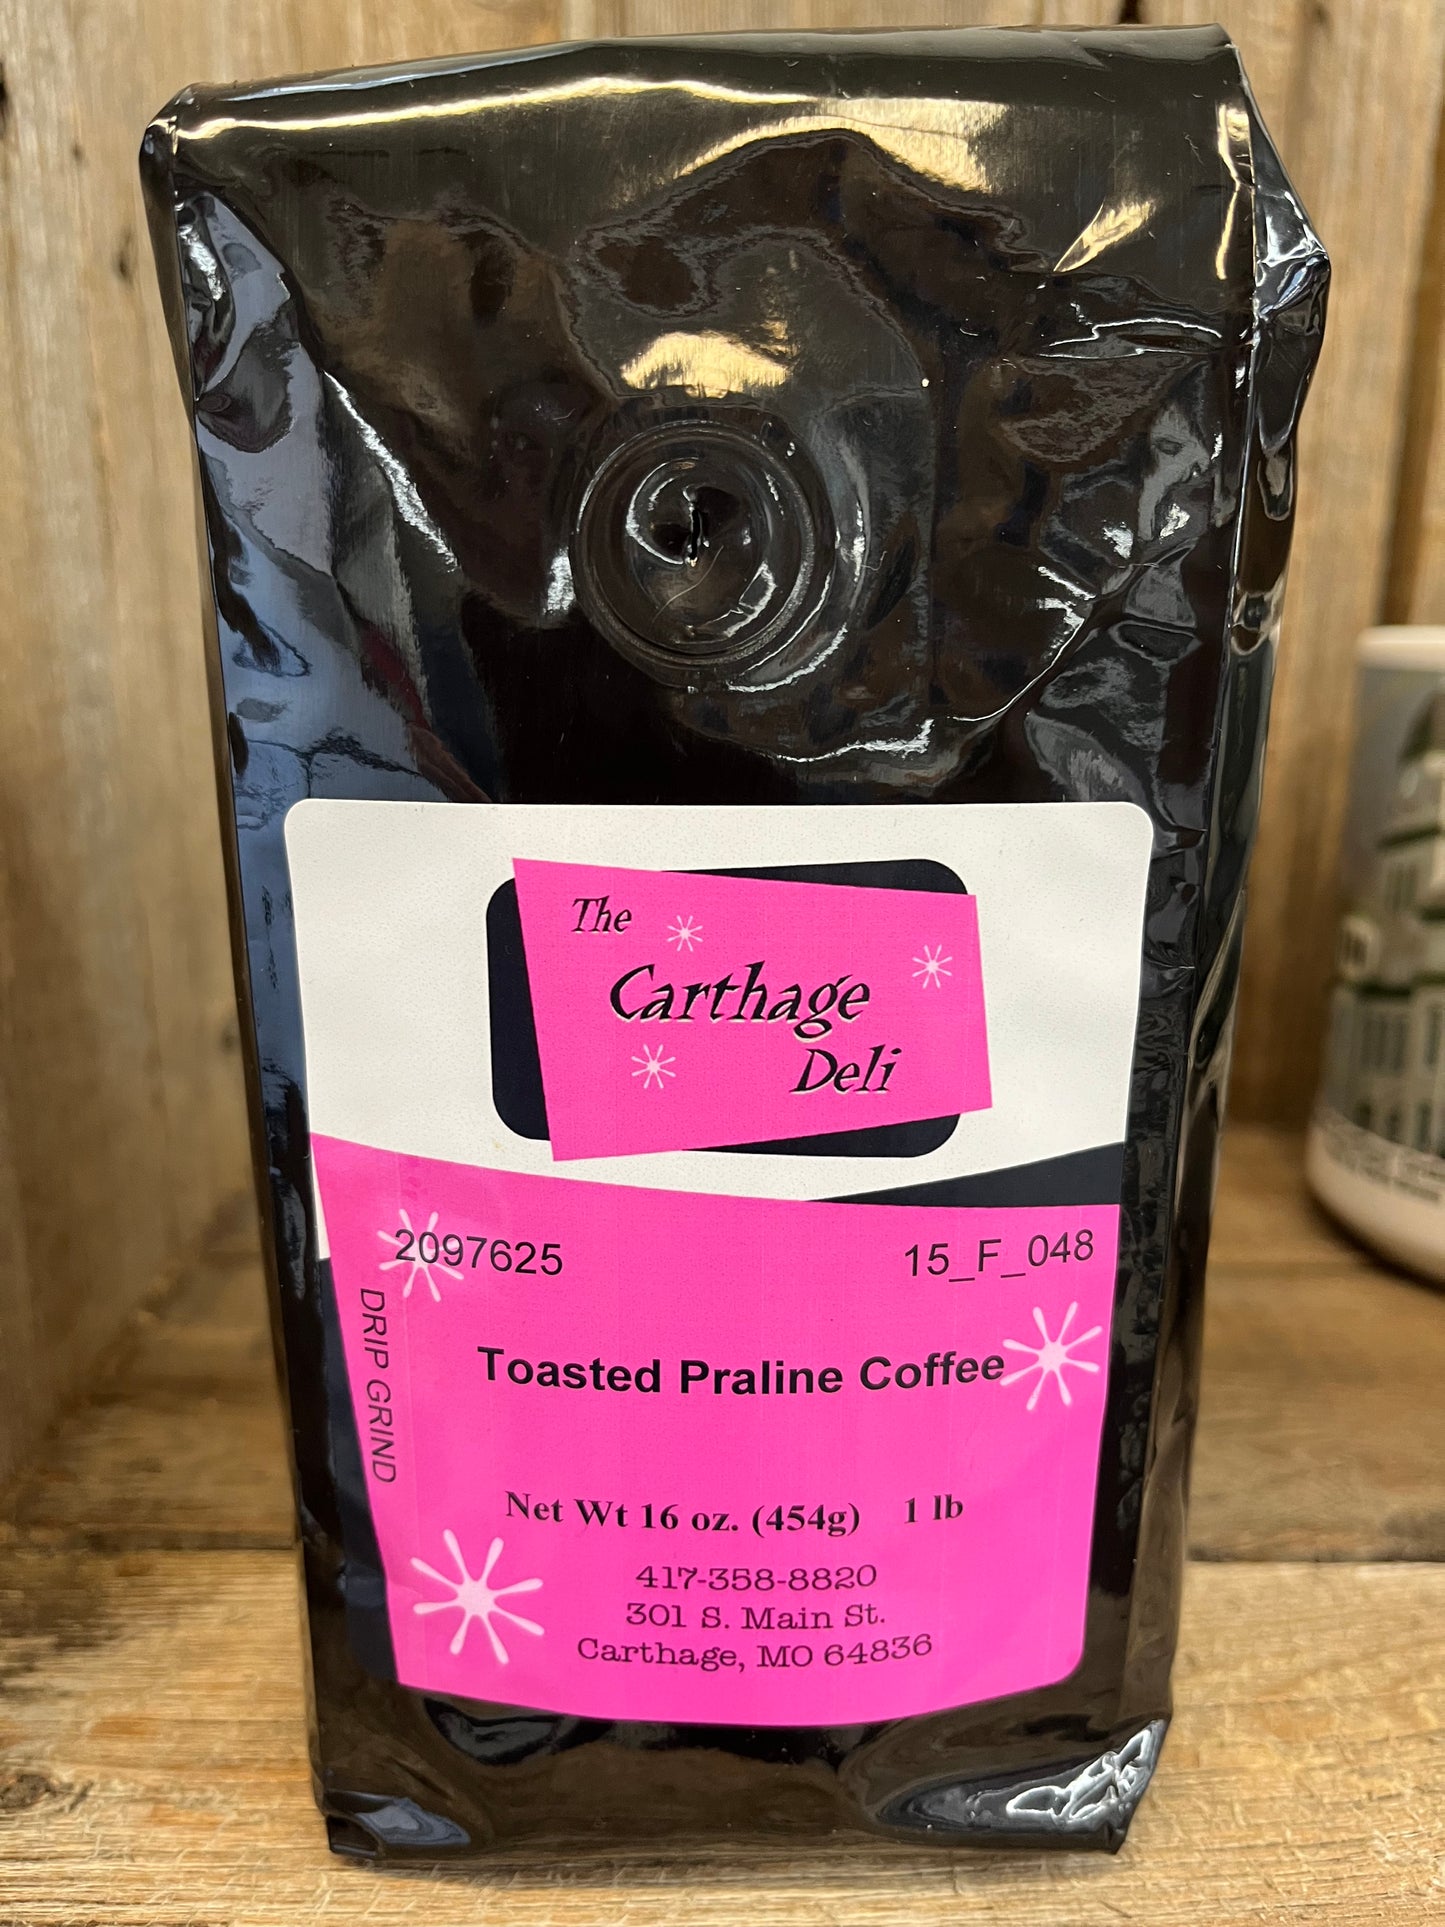 The
Carthage
Deli
2097625
15_F_048
DRIP GRIND
Toasted Praline Coffee
Net Wt 16 oz. (454g) 1 lb
417-358-8820
301 S. Main St.
Carthage, MO 64836